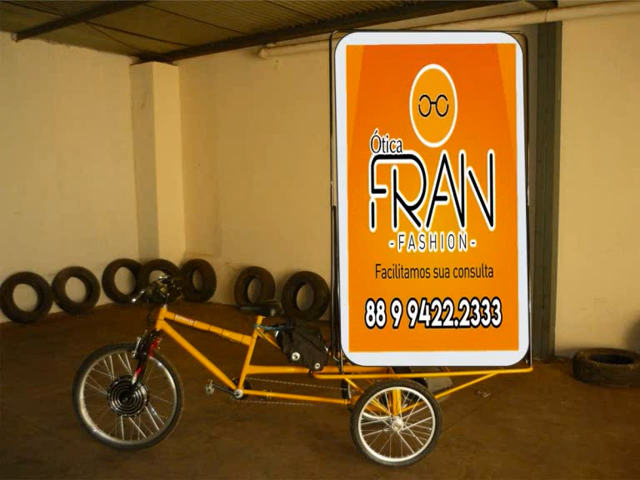 Ótica
FRAN
-FASHION-
Facilitamos sua consulta
88 9 9422.2333